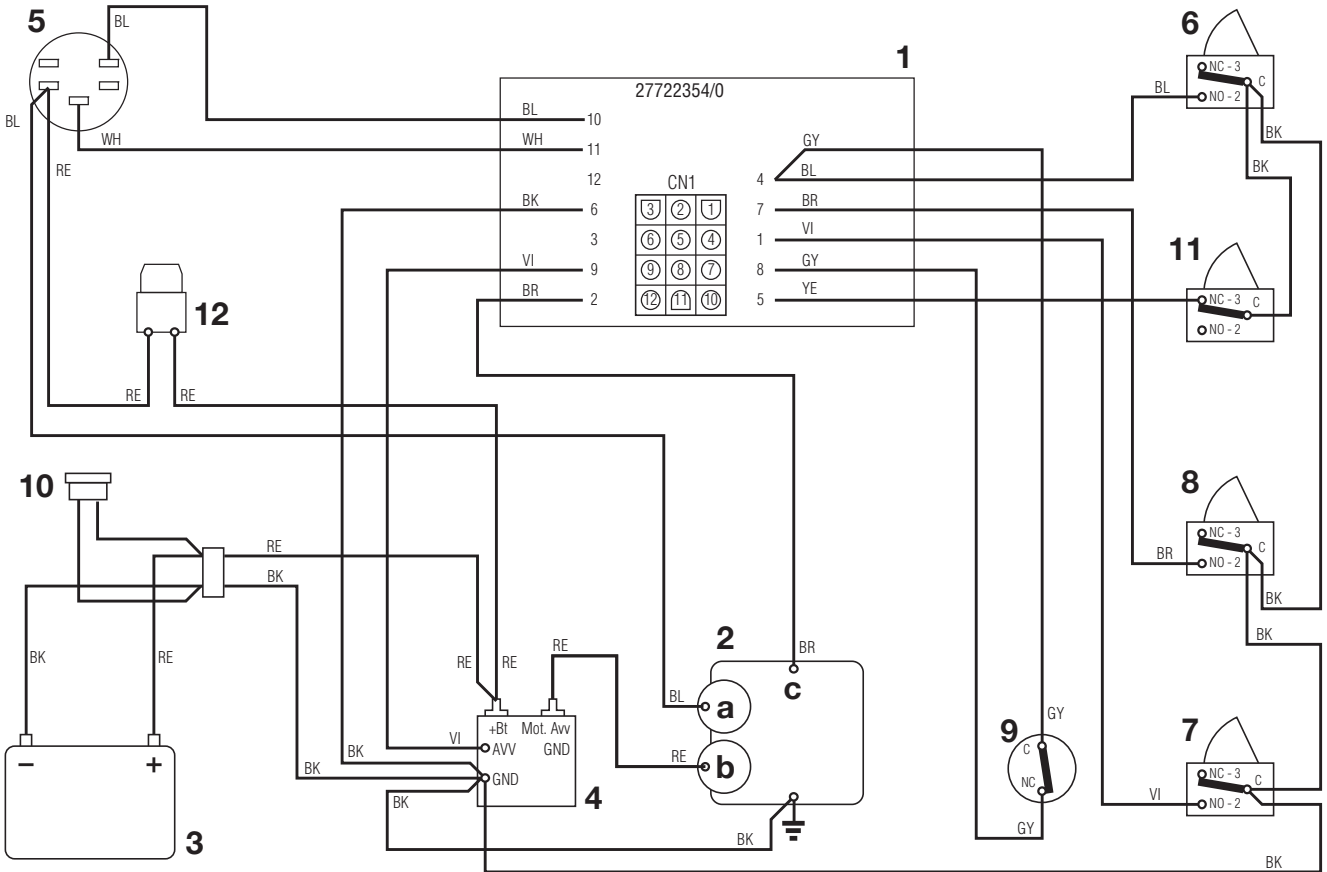 5
BL
6
NC - 3
C
NO - 2
BL
1
27722354/0
BL
10
BL
WH
WH
11
GY
BK
BK
RE
12
CN1
4
BL
BK
6
3
2
1
7
BR
3
6
5
4
1
VI
11
VI
9
9
8
7
8
GY
BR
2
12
11
10
5
YE
NC - 3
C
NO - 2
12
RE
RE
10
8
NC - 3
C
NO - 2
BR
RE
BK
BK
BK
2
RE
BR
BK
RE
RE
RE
c
BL
a
GY
9
7
+Bt
Mot. Avv
VI
AVV
GND
C
NC - 3
C
BK
RE
b
–
+
BK
GND
4
NC
VI
NO - 2
BK
GY
3
BK
BK